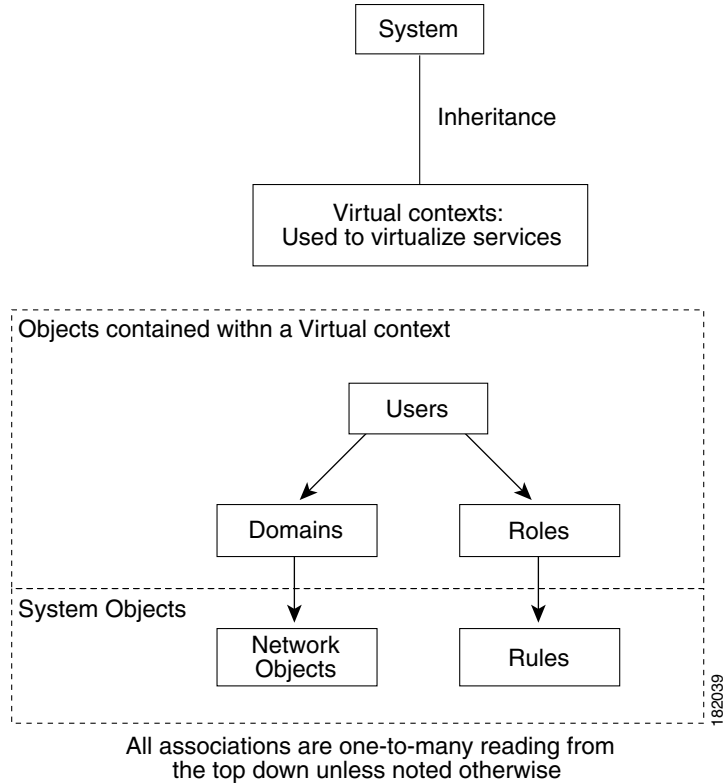 System
Inheritance
Virtual contexts:
Used to virtualize services
Objects contained withn a Virtual context
Users
Domains
Roles
System Objects
Network
Objects
Rules
182039
All associations are one-to-many reading from
the top down unless noted otherwise